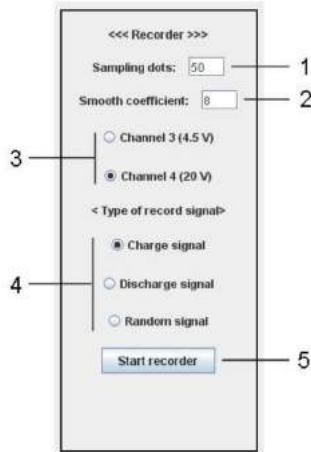 <<< Recorder >>>
Sampling dots: 50 1
Smooth coefficient: 8 2
Channel 3 (4.5 V)
3
Channel 4 (20 V)
< Type of record signal>
Charge signal
4 Discharge signal
Random signal
Start recorder 5